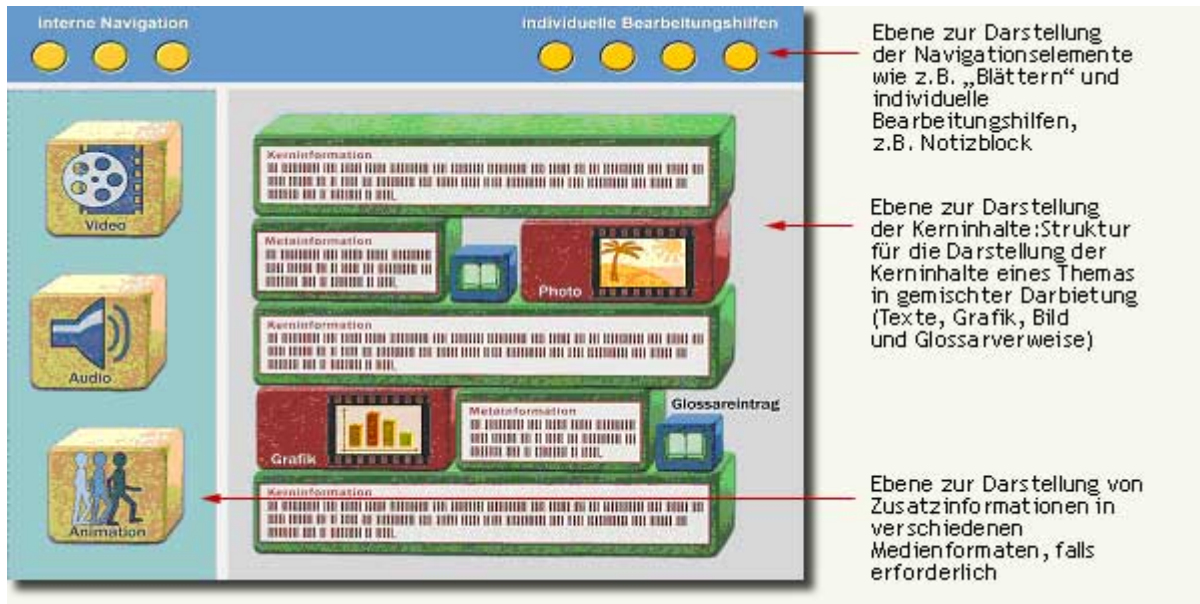 Interne Navigation
individuelle Bearbeitungshilfen
Video
Audio
Animation
Kerninformation
Metainformation
Photo
Kerninformation
Grafik
Metainformation
Glossareintrag
Kerninformation
Ebene zur Darstellung
der Navigationselemente
wie z.B. „Blättern“ und
individuelle
Bearbeitungshilfen,
z.B. Notizblock
Ebene zur Darstellung
der Kerninhalte:Struktur
für die Darstellung der
Kerninhalte eines Themas
in gemischter Darbietung
(Texte, Grafik, Bild
und Glossarverweise)
Ebene zur Darstellung von
Zusatzinformationen in
verschiedenen
Medienformaten, falls
erforderlich